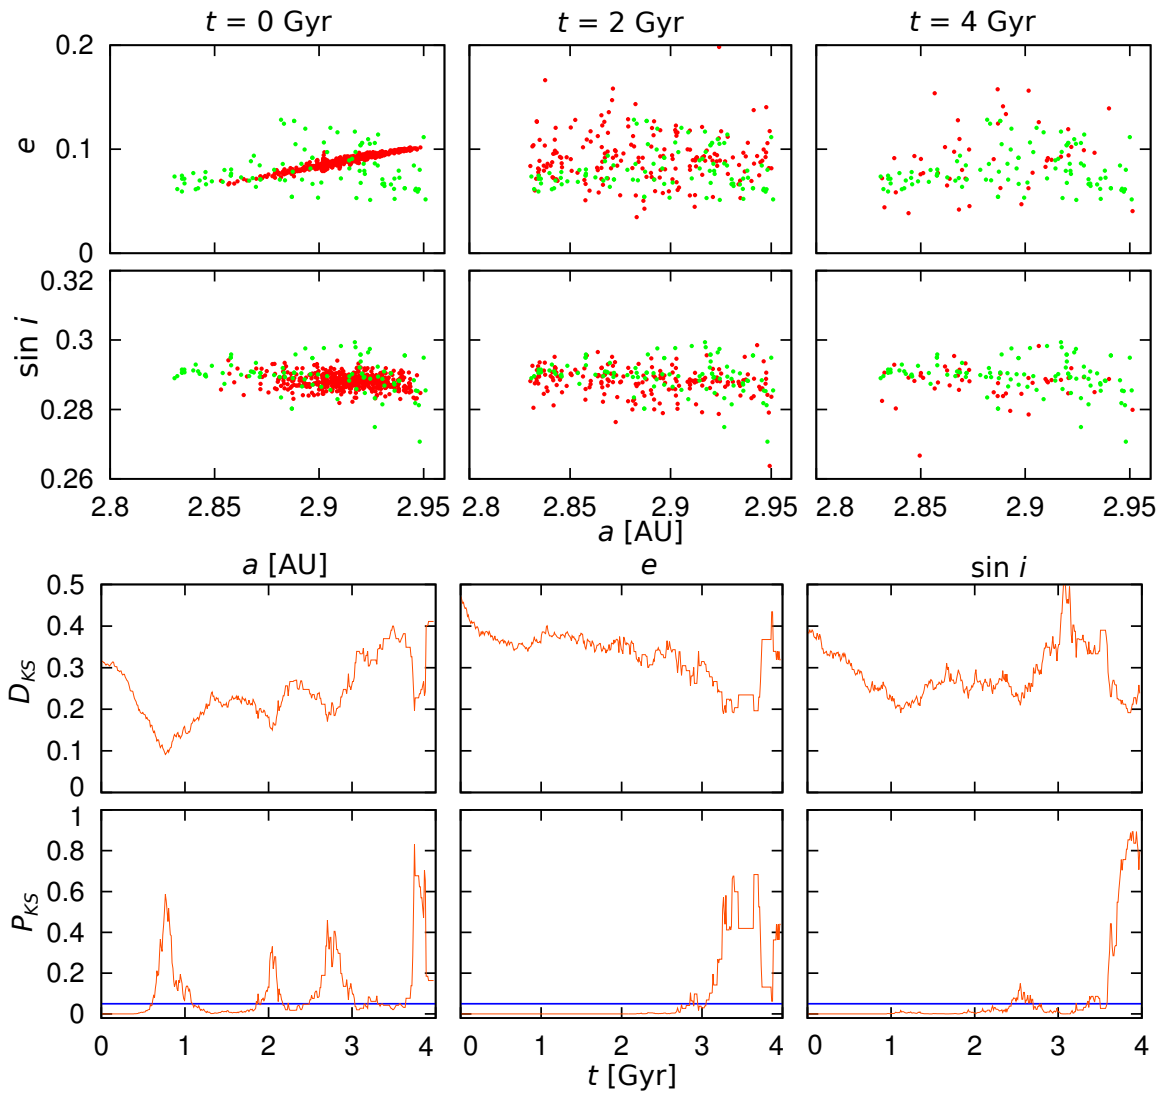 t = 0 Gyr t = 2 Gyr t = 4 Gyr
0.2
e
0.1
0
0.32
sin i
0.3
0.28
0.26
2.8 2.85 2.9 2.95 2.8 2.85 2.9 2.95 2.8 2.85 2.9 2.95
a [AU]
a [AU] e sin i
0.5
0.4
0.3
D_KS
0.2
0.1
0
1
0.8
0.6
P_KS
0.4
0.2
0
0 1 2 3 4 0 1 2 3 4 0 1 2 3 4
t [Gyr]